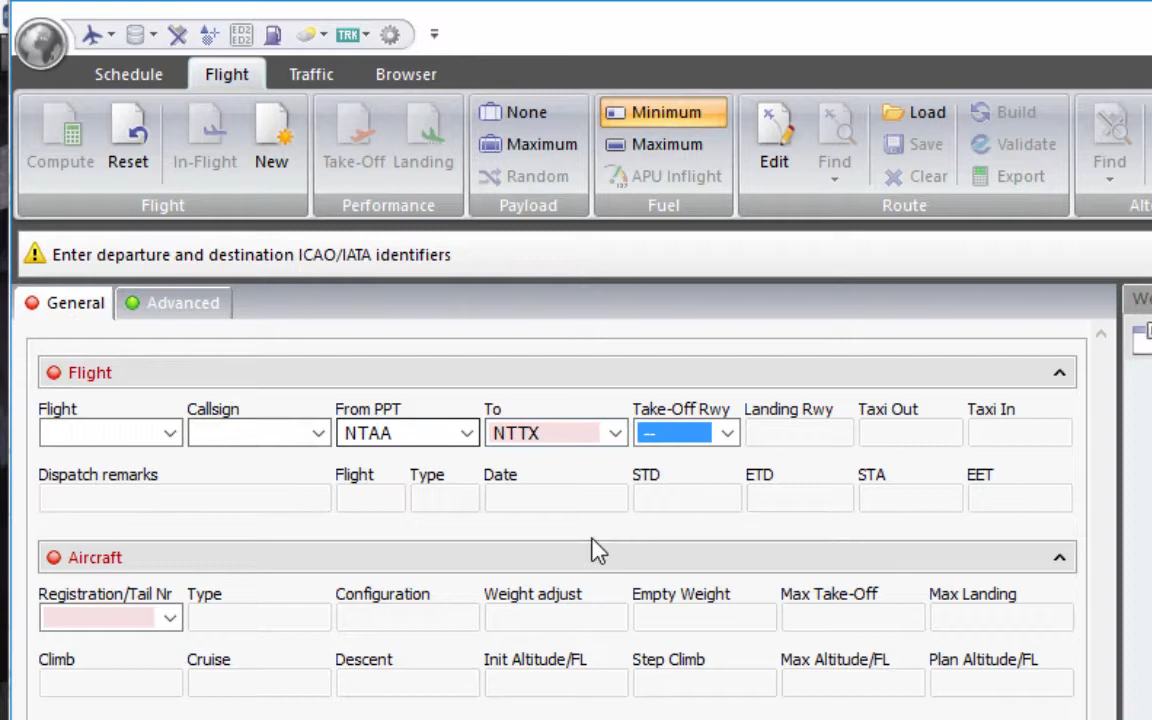 ED2
ED2
TRK
Schedule Flight Traffic Browser
Compute Reset In-Flight New Take-Off Landing None Maximum Random Minimum Maximum APU Inflight Edit Find Load Save Clear Build Validate Export Find
Flight Performance Payload Fuel Route Alt
Enter departure and destination ICAO/IATA identifiers
General Advanced We
Flight
Flight Callsign From PPT To Take-Off Rwy Landing Rwy Taxi Out Taxi In
NTAA NTTX --
Dispatch remarks Flight Type Date STD ETD STA EET
Aircraft
Registration/Tail Nr Type Configuration Weight adjust Empty Weight Max Take-Off Max Landing
Climb Cruise Descent Init Altitude/FL Step Climb Max Altitude/FL Plan Altitude/FL